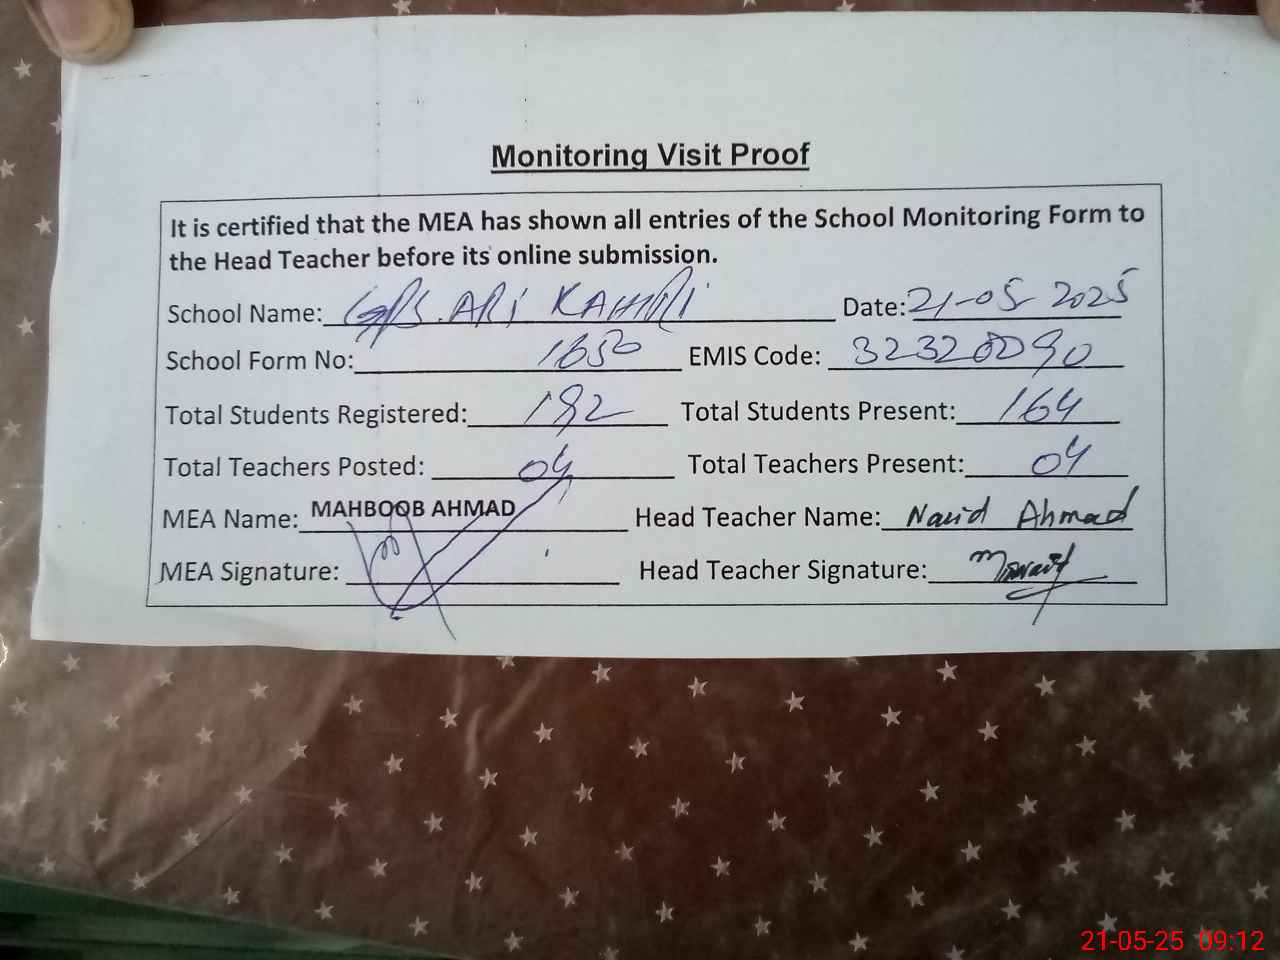 Monitoring Visit Proof
It is certified that the MEA has shown all entries of the School Monitoring Form to
the Head Teacher before its online submission.
School Name: GPS. ARI KAHIRI Date: 21-05 2025
School Form No: 1650 EMIS Code: 32320090
Total Students Registered: 192 Total Students Present: 164
Total Teachers Posted: 04 Total Teachers Present: 04
MEA Name: MAHBOOB AHMAD Head Teacher Name: Navid Ahmad
MEA Signature: Head Teacher Signature:
21-05-25 09:12